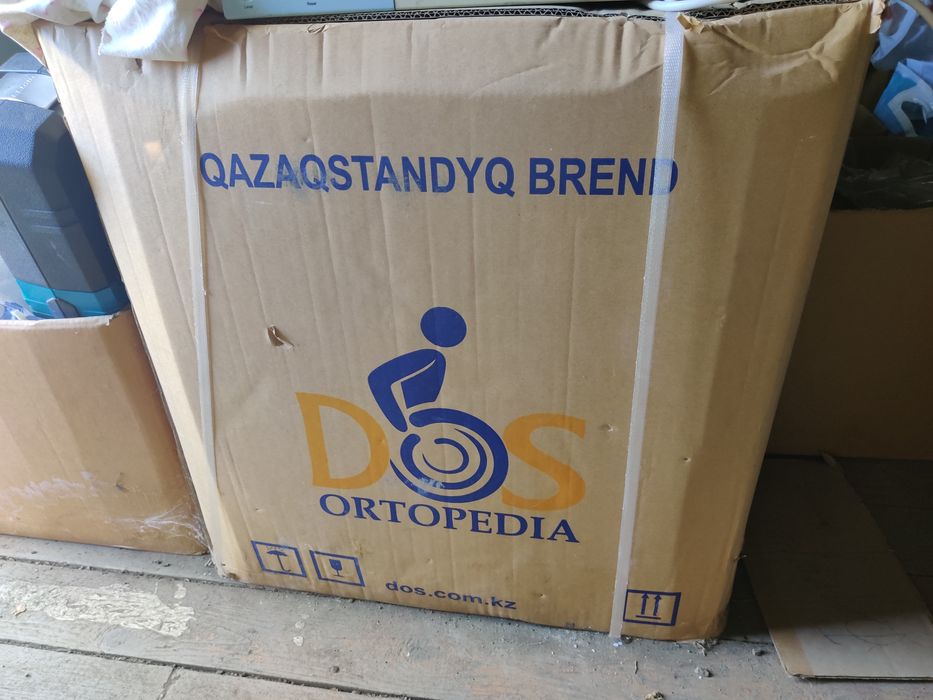 QAZAQSTANDYQ BREND
DOS
ORTOPEDIA
dos.com.kz